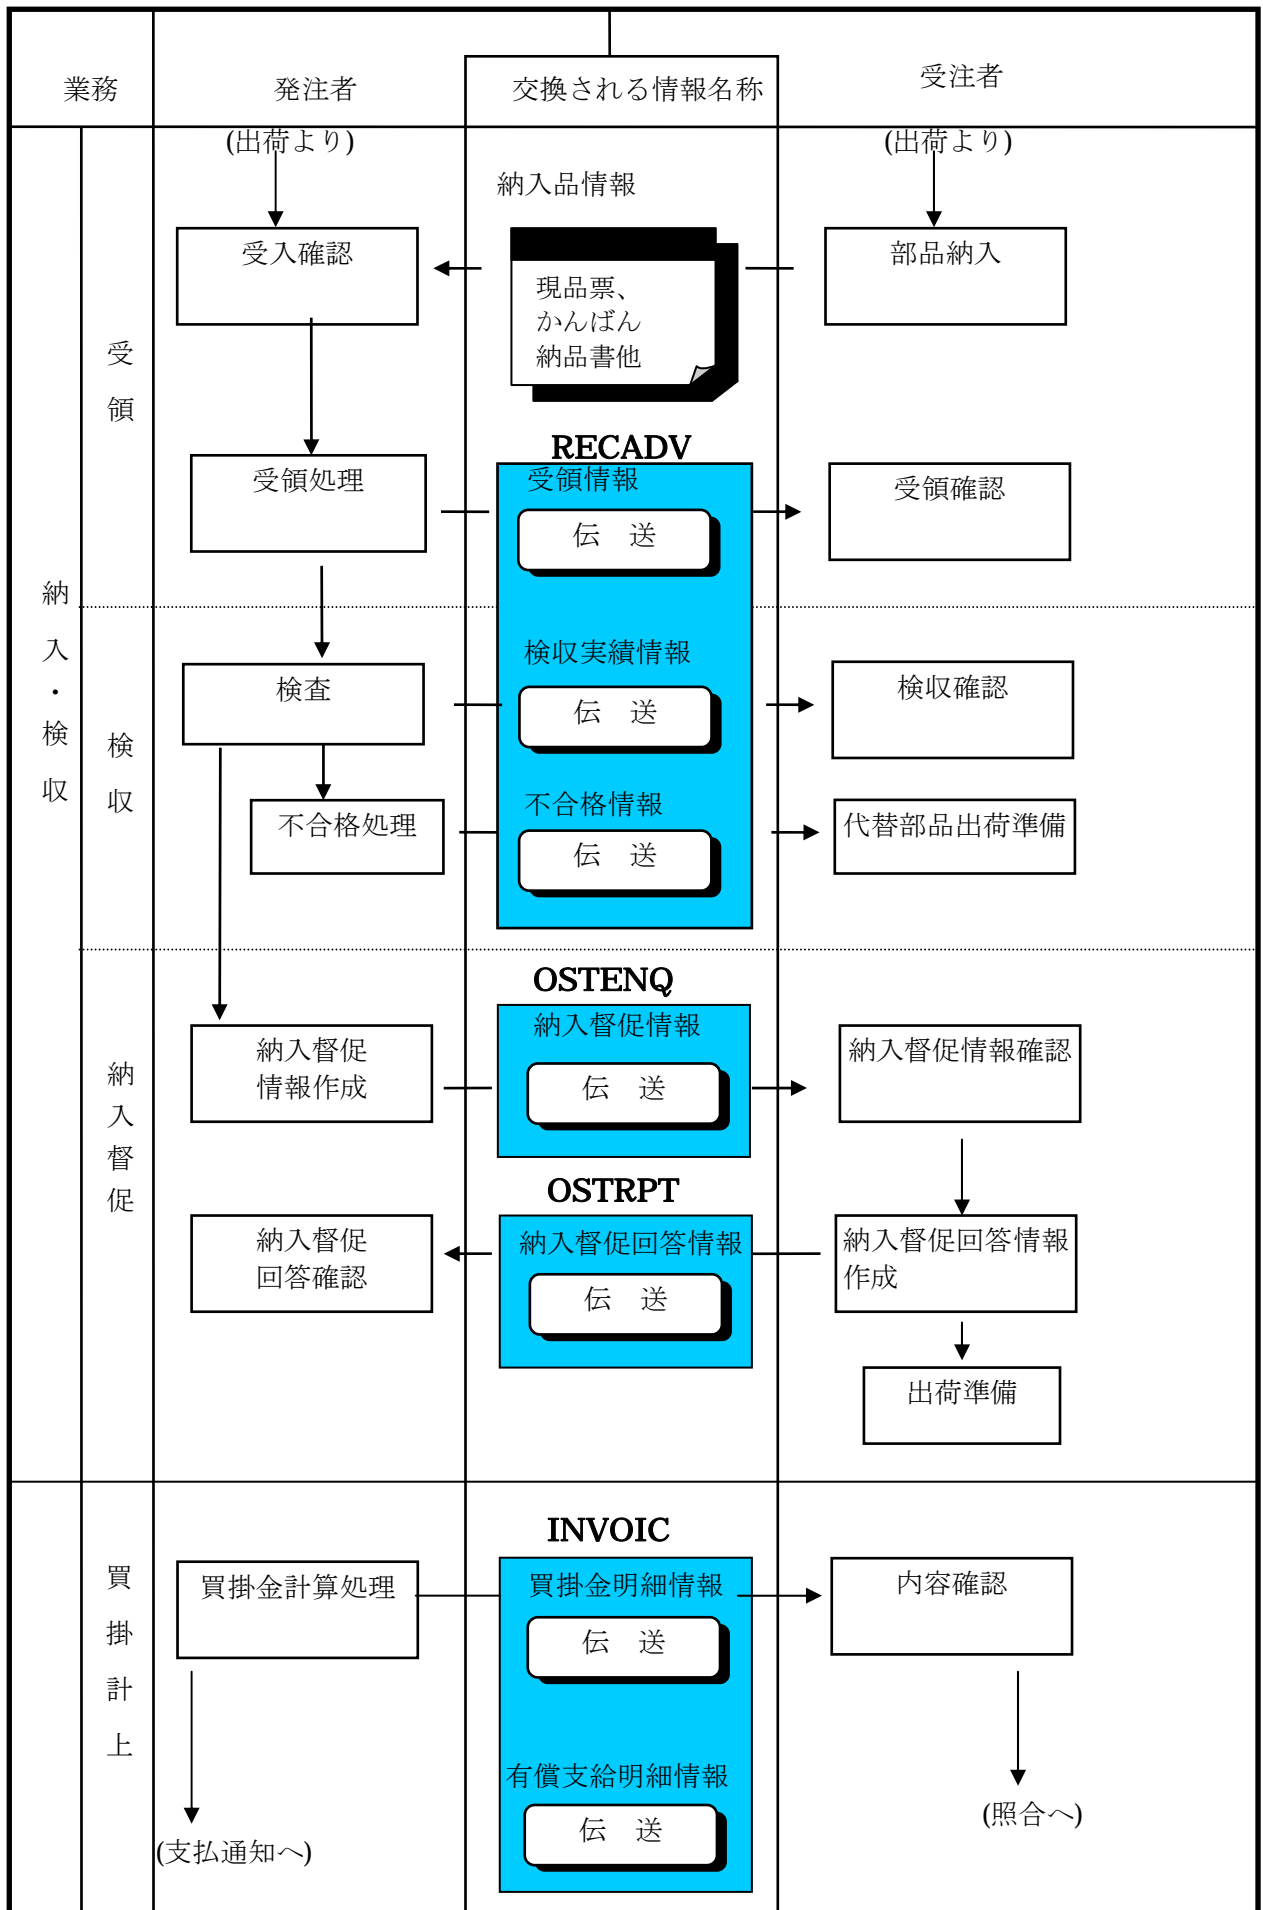 業務
発注者
交換される情報名称
受注者
(出荷より)
(出荷より)
納入品情報
受入確認
現品票、
かんばん
納品書他
部品納入
納入・検収
受領
RECADV
受領処理
受領情報
伝　送
受領確認
検収
検査
検収実績情報
伝　送
検収確認
不合格処理
不合格情報
伝　送
代替部品出荷準備
納入督促
OSTENQ
納入督促
情報作成
納入督促情報
伝　送
納入督促情報確認
OSTRPT
納入督促
回答確認
納入督促回答情報
伝　送
納入督促回答情報
作成
出荷準備
買掛計上
INVOIC
買掛金計算処理
買掛金明細情報
伝　送
内容確認
有償支給明細情報
伝　送
(支払通知へ)
(照合へ)